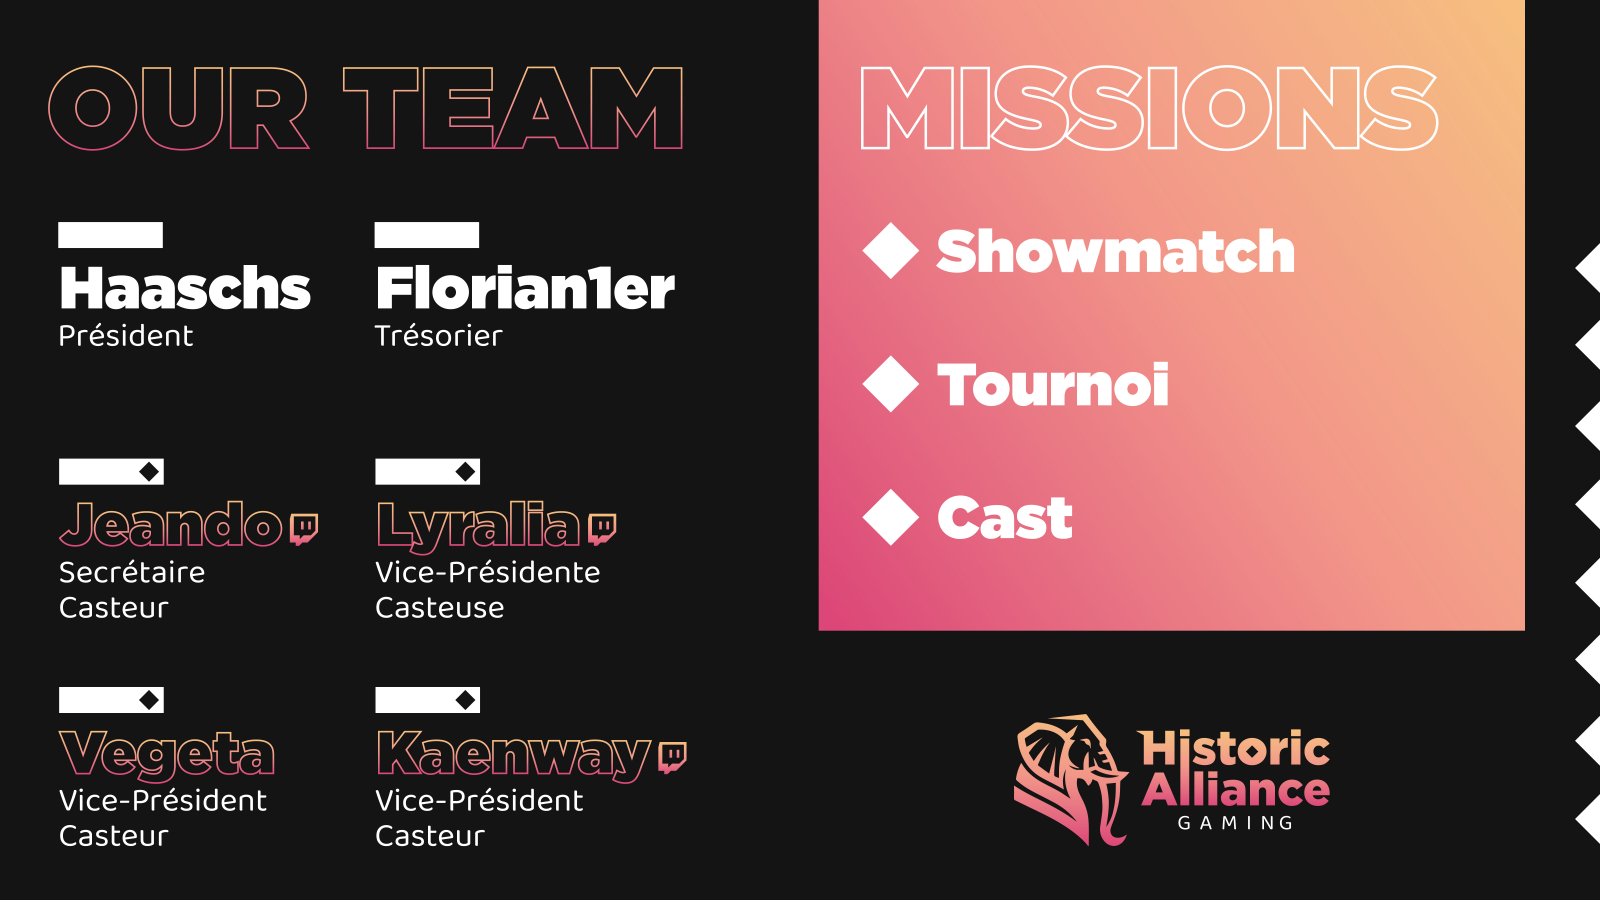 OUR TEAM
Haaschs
Président
Florian1er
Trésorier
Jeando
Secrétaire
Casteur
Lyralia
Vice-Présidente
Casteuse
Vegeta
Vice-Président
Casteur
Kaenway
Vice-Président
Casteur
MISSIONS
Showmatch
Tournoi
Cast
Historic
Alliance
GAMING